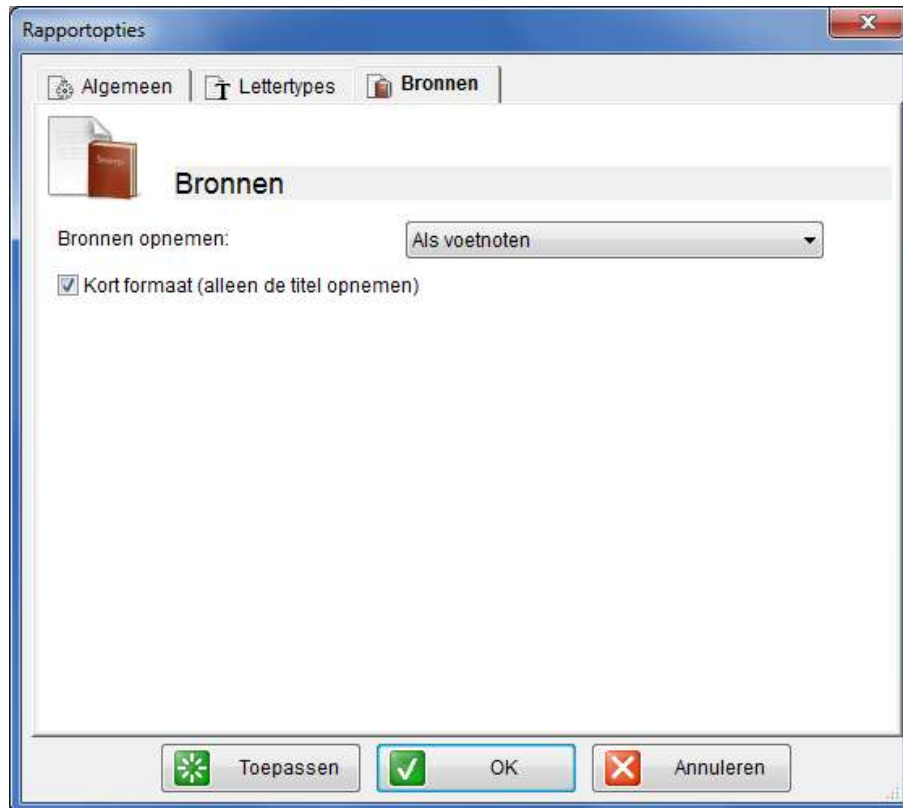 Rapportopties
Algemeen Lettertypes Bronnen
Bronnen
Bronnen opnemen: Als voetnoten
Kort formaat (alleen de titel opnemen)
Toepassen OK Annuleren